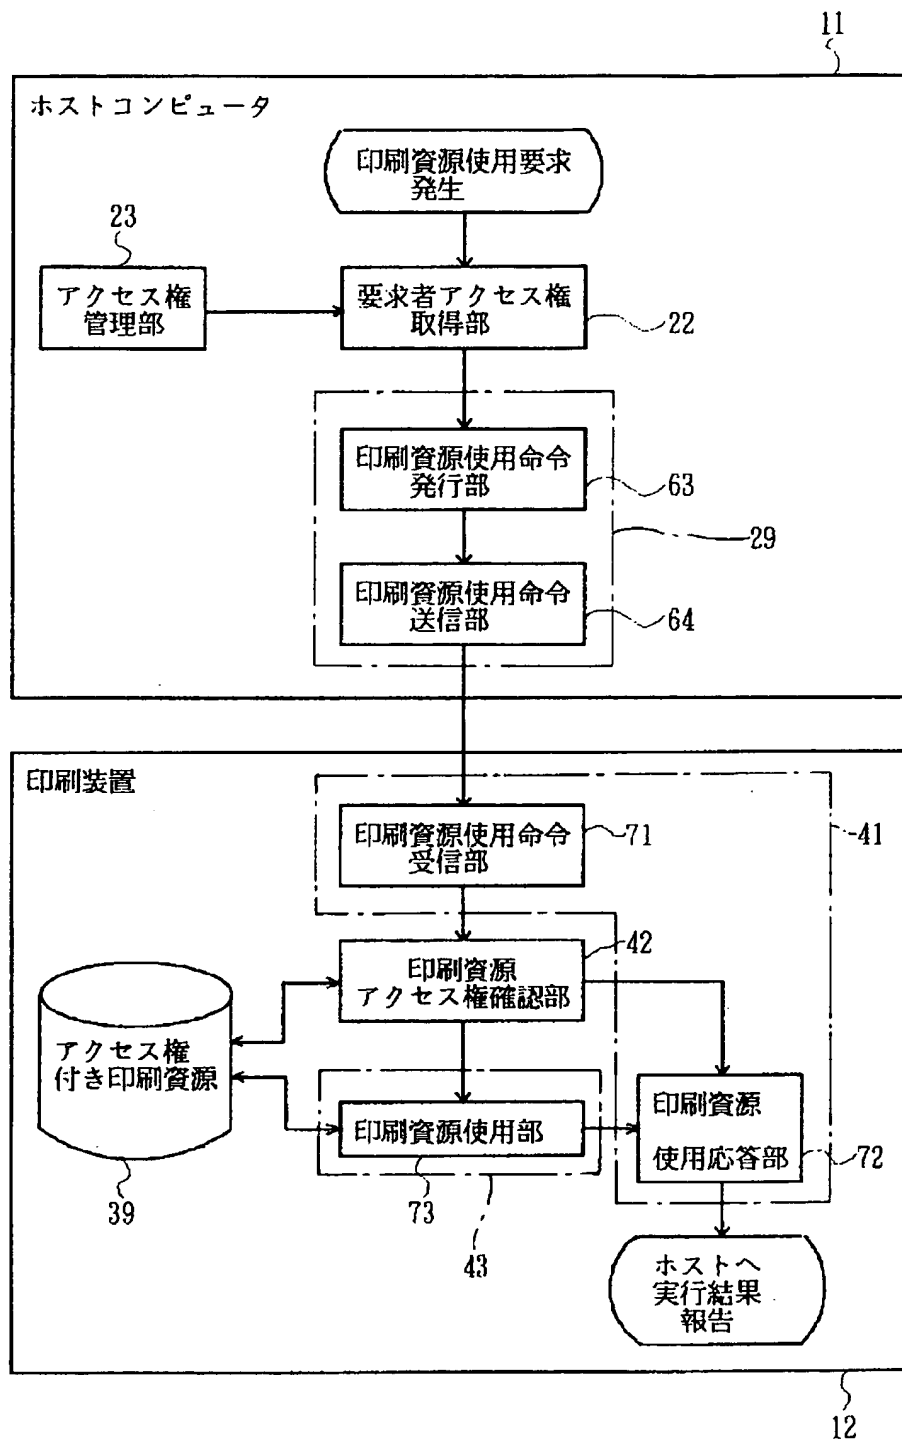 11
ホストコンピュータ
印刷資源使用要求
発生
23
アクセス権
管理部
要求者アクセス権
取得部
22
印刷資源使用命令
発行部
63
29
印刷資源使用命令
送信部
64
印刷装置
印刷資源使用命令
受信部
71
41
42
印刷資源
アクセス権確認部
アクセス権
付き印刷資源
39
印刷資源使用部
73
43
印刷資源
使用応答部
72
ホストへ
実行結果
報告
12